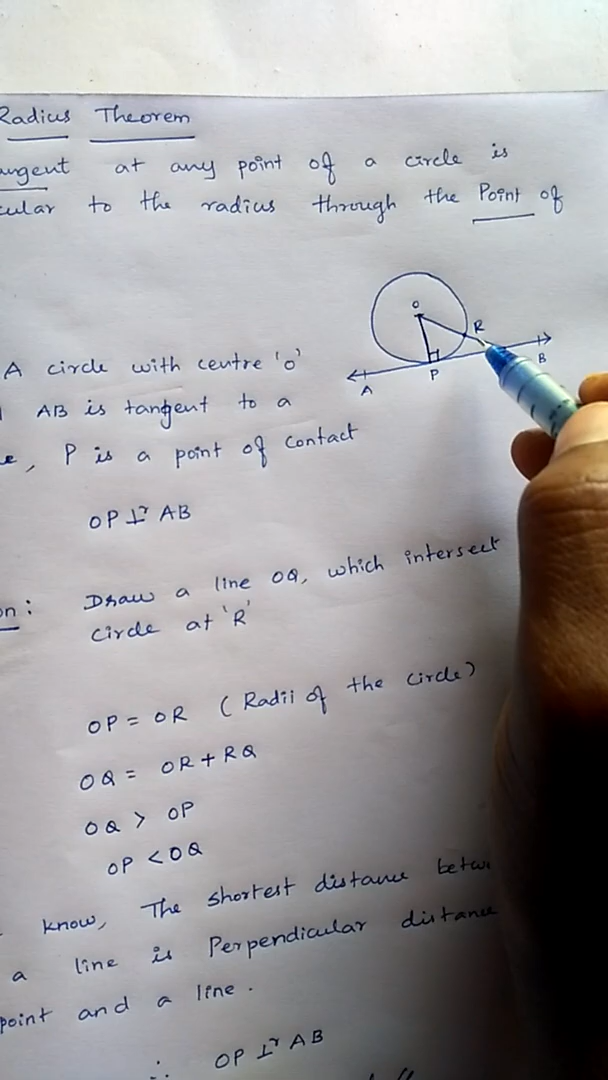 Radius Theorem
angent at any point of a circle is
cular to the radius through the Point of
O
R
B
P
A
A circle with centre 'O'
AB is tangent to a
e, P is a point of contact
OP ⊥r AB
on: Draw a line OQ, which intersect
circle at 'R'
OP = OR (Radii of the circle)
OQ = OR + RQ
OQ > OP
OP < OQ
know, The shortest distance betwe
a line is Perpendicular distance
point and a line.
∴ OP ⊥r AB